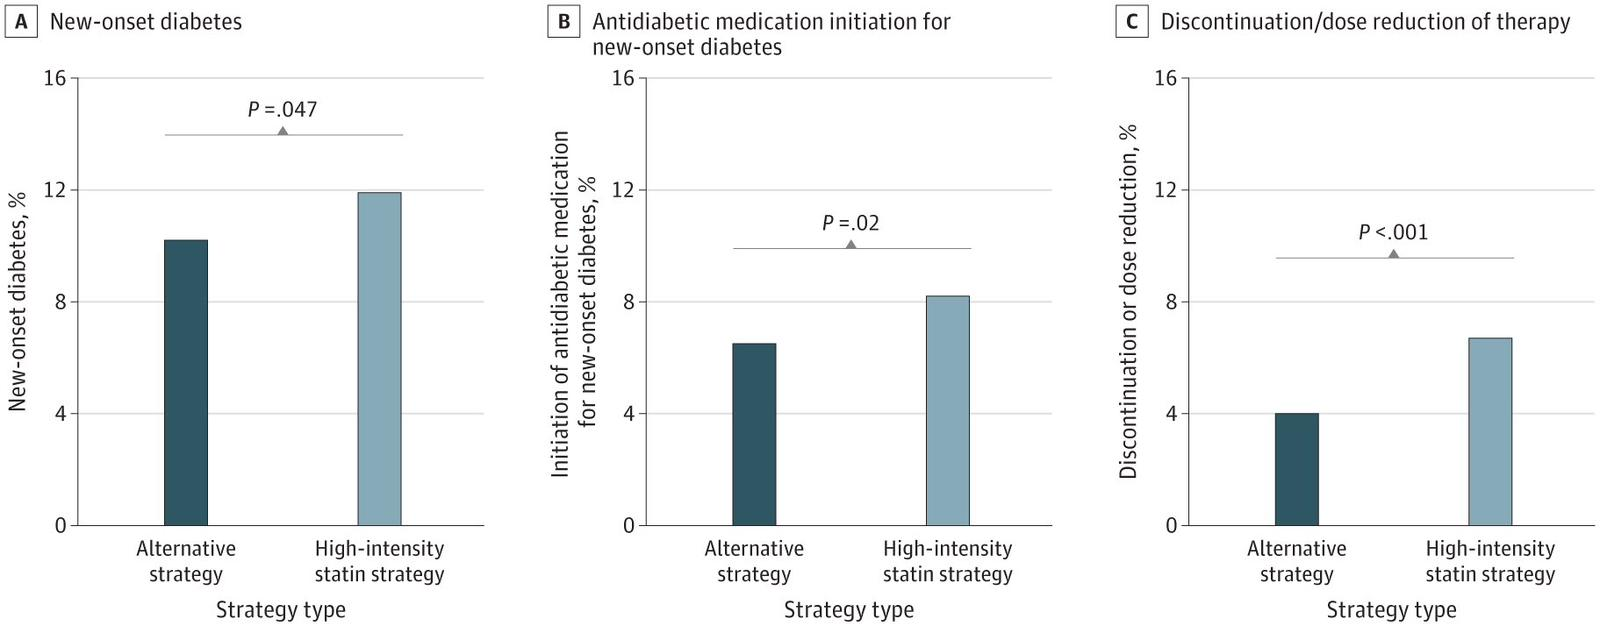 A New-onset diabetes
New-onset diabetes, %
16
12
8
4
0
P =.047
Alternative
strategy
High-intensity
statin strategy
Strategy type
B Antidiabetic medication initiation for
new-onset diabetes
Initiation of antidiabetic medication
for new-onset diabetes, %
16
12
8
4
0
P =.02
Alternative
strategy
High-intensity
statin strategy
Strategy type
C Discontinuation/dose reduction of therapy
Discontinuation or dose reduction, %
16
12
8
4
0
P <.001
Alternative
strategy
High-intensity
statin strategy
Strategy type